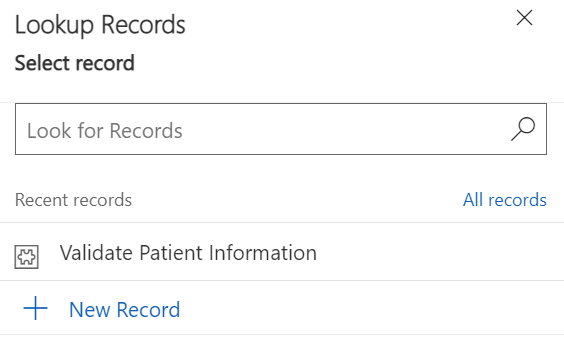 Lookup Records
Select record
Look for Records
Recent records All records
Validate Patient Information
New Record